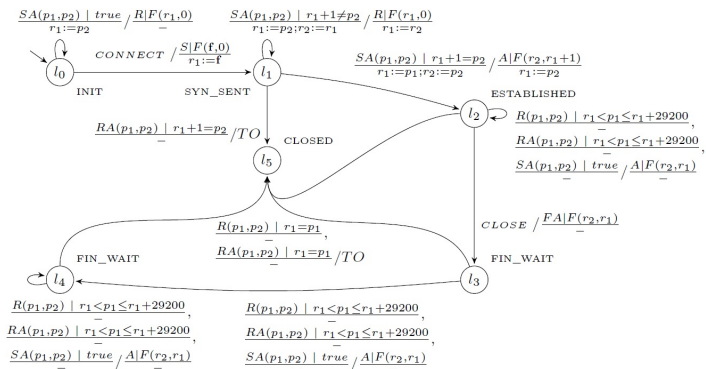 SA(p₁,p₂) | true / R|F(r₁,0)
r₁:=p₂ −
SA(p₁,p₂) | r₁+1≠p₂ / R|F(r₁,0)
r₁:=p₂;r₂:=r₁ r₁:=r₂
CONNECT / S|F(f,0)
r₁:=f
SA(p₁,p₂) | r₁+1=p₂ / A|F(r₂,r₁+1)
r₁:=p₁;r₂:=p₂ r₁:=p₂
l₀
l₁
INIT
SYN_SENT
ESTABLISHED
l₂
RA(p₁,p₂) | r₁+1=p₂ /TO
−
CLOSED
l₅
R(p₁,p₂) | r₁<p₁≤r₁+29200,
−
RA(p₁,p₂) | r₁<p₁≤r₁+29200,
−
SA(p₁,p₂) | true / A|F(r₂,r₁)
− −
R(p₁,p₂) | r₁=p₁,
−
RA(p₁,p₂) | r₁=p₁ /TO
−
CLOSE / FA|F(r₂,r₁)
−
FIN_WAIT
FIN_WAIT
l₄
l₃
R(p₁,p₂) | r₁<p₁≤r₁+29200,
−
RA(p₁,p₂) | r₁<p₁≤r₁+29200,
−
SA(p₁,p₂) | true / A|F(r₂,r₁)
− −
R(p₁,p₂) | r₁<p₁≤r₁+29200,
−
RA(p₁,p₂) | r₁<p₁≤r₁+29200,
−
SA(p₁,p₂) | true / A|F(r₂,r₁)